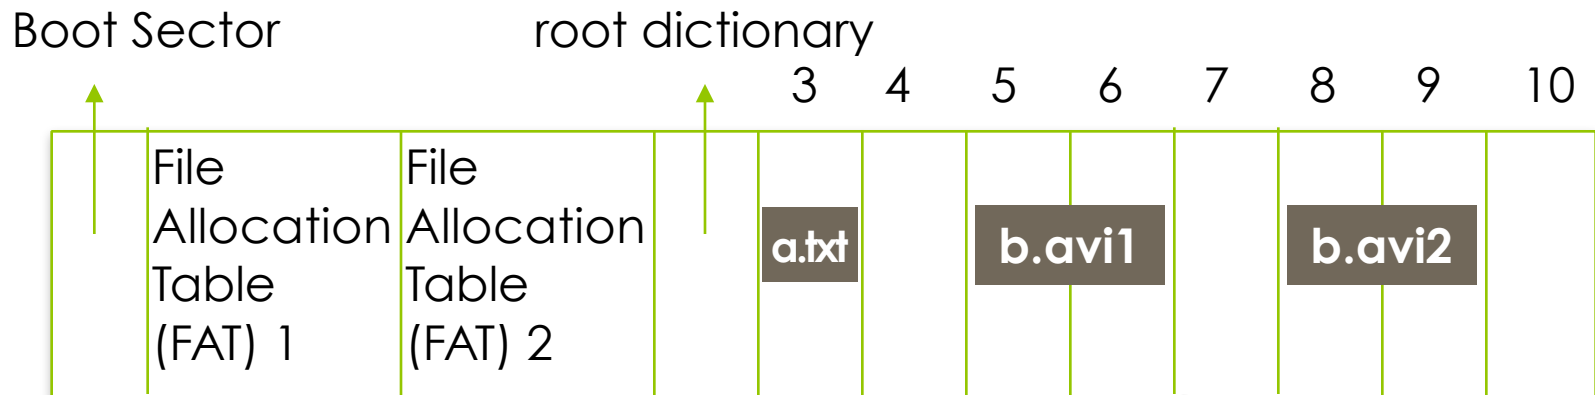 Boot Sector
root dictionary
3 4 5 6 7 8 9 10
File
Allocation
Table
(FAT) 1
File
Allocation
Table
(FAT) 2
a.txt
b.avi1
b.avi2